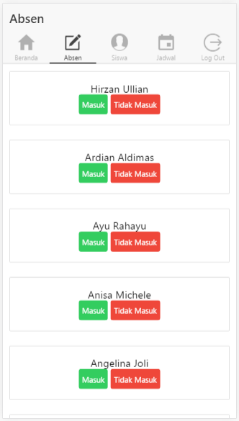 Absen
Beranda Absen Siswa Jadwal Log Out
Hirzan Ullian
Masuk Tidak Masuk
Ardian Aldimas
Masuk Tidak Masuk
Ayu Rahayu
Masuk Tidak Masuk
Anisa Michele
Masuk Tidak Masuk
Angelina Joli
Masuk Tidak Masuk